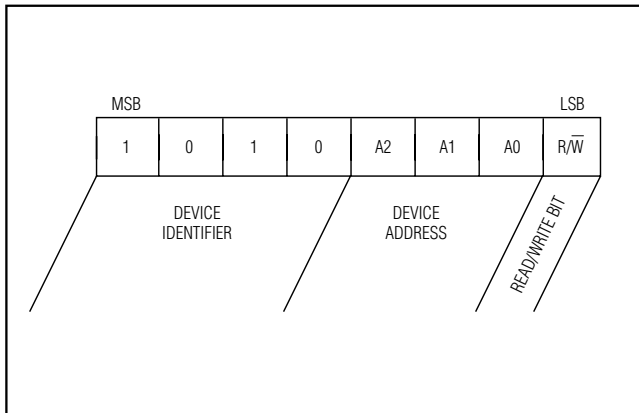 MSB LSB
1 0 1 0 A2 A1 A0 R/W̅
DEVICE
IDENTIFIER
DEVICE
ADDRESS
READ/WRITE BIT